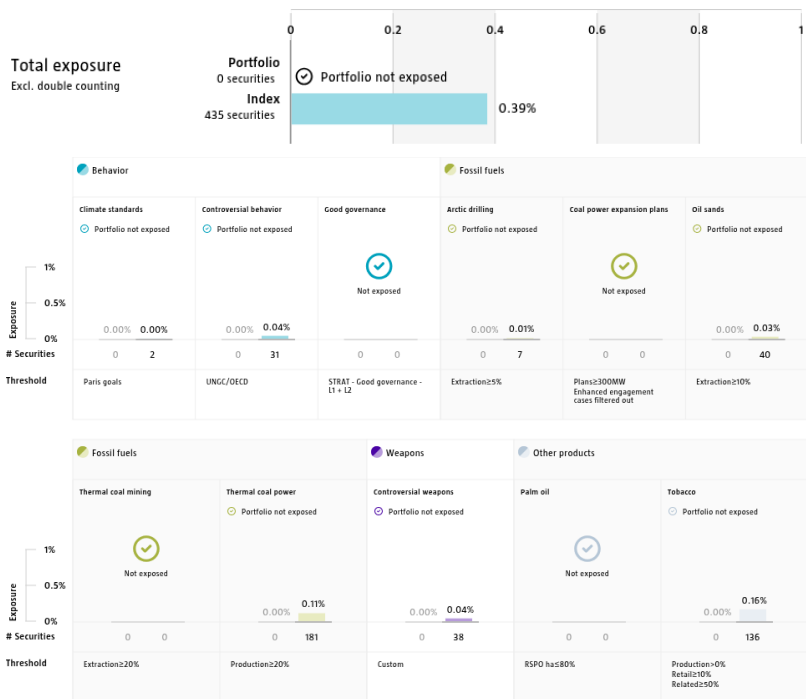 0 0.2 0.4 0.6 0.8 1
Total exposure
Excl. double counting
Portfolio
0 securities
Portfolio not exposed
Index
435 securities
0.39%
Behavior
Fossil fuels
Climate standards
Controversial behavior
Good governance
Arctic drilling
Coal power expansion plans
Oil sands
Portfolio not exposed
Portfolio not exposed
Portfolio not exposed
Portfolio not exposed
Not exposed
Not exposed
Exposure
1%
0.5%
0%
0.00% 0.00%
0.00% 0.04%
0.00% 0.01%
0.00% 0.03%
# Securities
0 2
0 31
0 0
0 7
0 0
0 40
Threshold
Paris goals
UNGC/OECD
STRAT - Good governance -
L1 + L2
Extraction≥5%
Plans≥300MW
Enhanced engagement
cases filtered out
Extraction≥10%
Fossil fuels
Weapons
Other products
Thermal coal mining
Thermal coal power
Controversial weapons
Palm oil
Tobacco
Portfolio not exposed
Portfolio not exposed
Portfolio not exposed
Not exposed
Not exposed
Exposure
1%
0.5%
0%
0.00% 0.11%
0.00% 0.04%
0.00% 0.16%
# Securities
0 0
0 181
0 38
0 0
0 136
Threshold
Extraction≥20%
Production≥20%
Custom
RSPO ha≤80%
Production>0%
Retail≥10%
Related≥50%